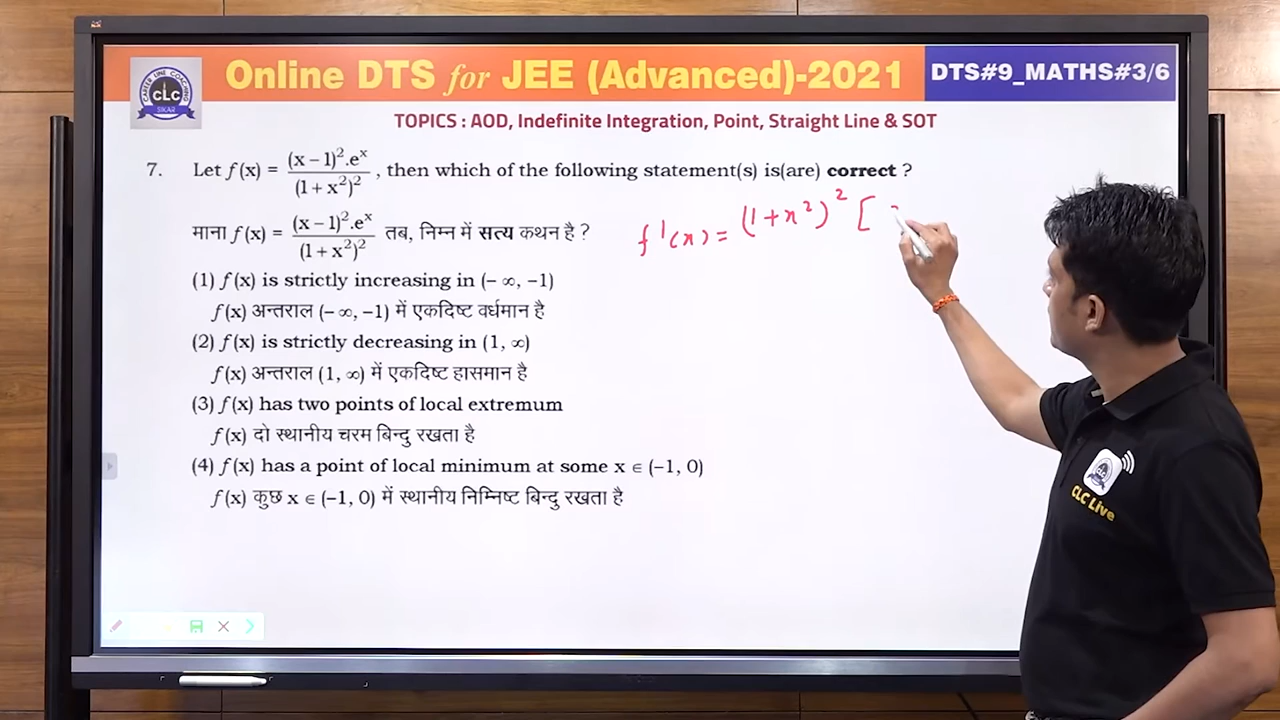 Online DTS for JEE (Advanced)-2021
DTS#9_MATHS#3/6
CAREER LINE COACHING
CLC
SIKAR
TOPICS : AOD, Indefinite Integration, Point, Straight Line & SOT
7. Let f(x) = (x – 1)².eˣ / (1 + x²)² , then which of the following statement(s) is(are) correct ?
माना f(x) = (x – 1)².eˣ / (1 + x²)² तब, निम्न में सत्य कथन है ?
f'(x) = (1+x²)² [
(1) f(x) is strictly increasing in (– ∞, –1)
f(x) अन्तराल (– ∞, –1) में एकदिष्ट वर्धमान है
(2) f(x) is strictly decreasing in (1, ∞)
f(x) अन्तराल (1, ∞) में एकदिष्ट हासमान है
(3) f(x) has two points of local extremum
f(x) दो स्थानीय चरम बिन्दु रखता है
(4) f(x) has a point of local minimum at some x ∈ (–1, 0)
f(x) कुछ x ∈ (–1, 0) में स्थानीय निम्निष्ट बिन्दु रखता है
CLC
CLC Live